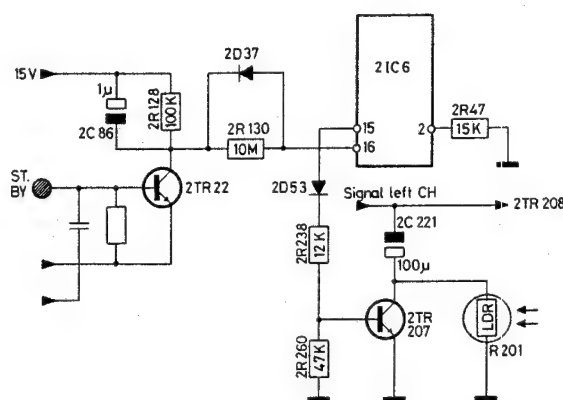 2D37
15V
1µ
2C86
2R128
100K
2R130
10M
2IC6
15
16
2
2R47
15K
ST.
BY
2TR22
2D53
Signal left CH
2TR208
2C221
100µ
2R238
12K
2TR
207
LDR
R201
2R260
47K